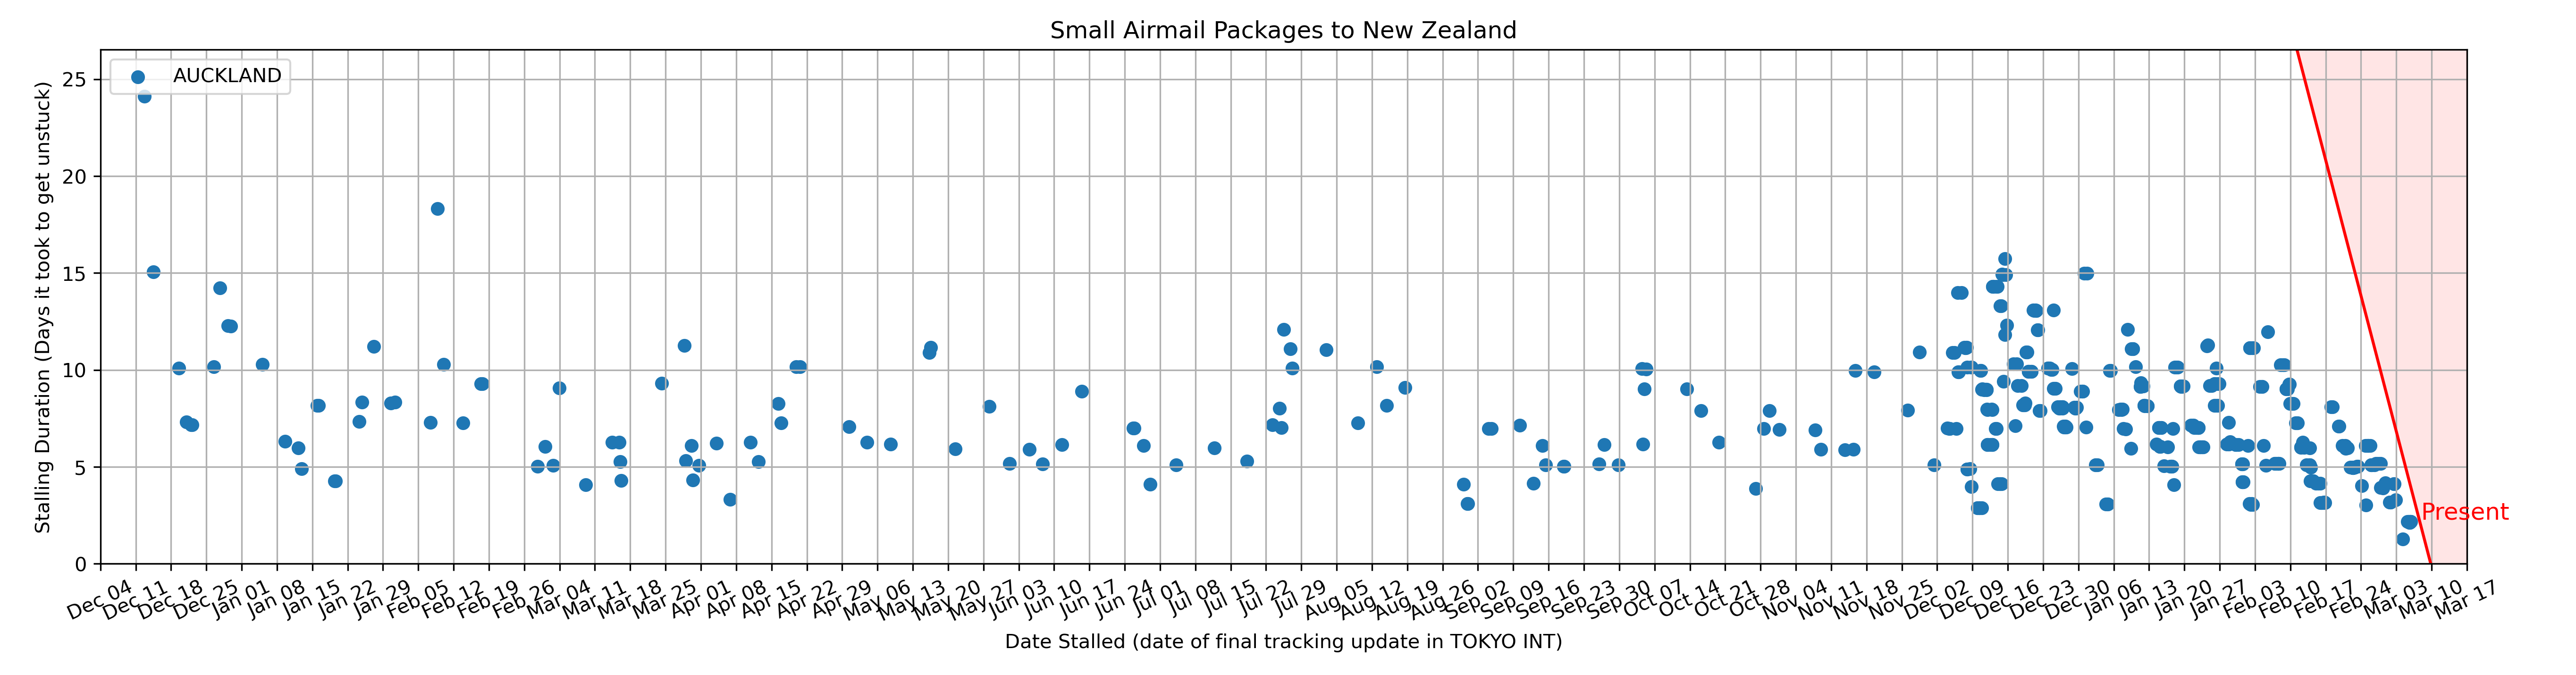 Small Airmail Packages to New Zealand
AUCKLAND
25
20
15
10
5
0
Stalling Duration (Days it took to get unstuck)
Present
Dec 04
Dec 11
Dec 18
Dec 25
Jan 01
Jan 08
Jan 15
Jan 22
Jan 29
Feb 05
Feb 12
Feb 19
Feb 26
Mar 04
Mar 11
Mar 18
Mar 25
Apr 01
Apr 08
Apr 15
Apr 22
Apr 29
May 06
May 13
May 20
May 27
Jun 03
Jun 10
Jun 17
Jun 24
Jul 01
Jul 08
Jul 15
Jul 22
Jul 29
Aug 05
Aug 12
Aug 19
Aug 26
Sep 02
Sep 09
Sep 16
Sep 23
Sep 30
Oct 07
Oct 14
Oct 21
Oct 28
Nov 04
Nov 11
Nov 18
Nov 25
Dec 02
Dec 09
Dec 16
Dec 23
Dec 30
Jan 06
Jan 13
Jan 20
Jan 27
Feb 03
Feb 10
Feb 17
Feb 24
Mar 03
Mar 10
Mar 17
Date Stalled (date of final tracking update in TOKYO INT)